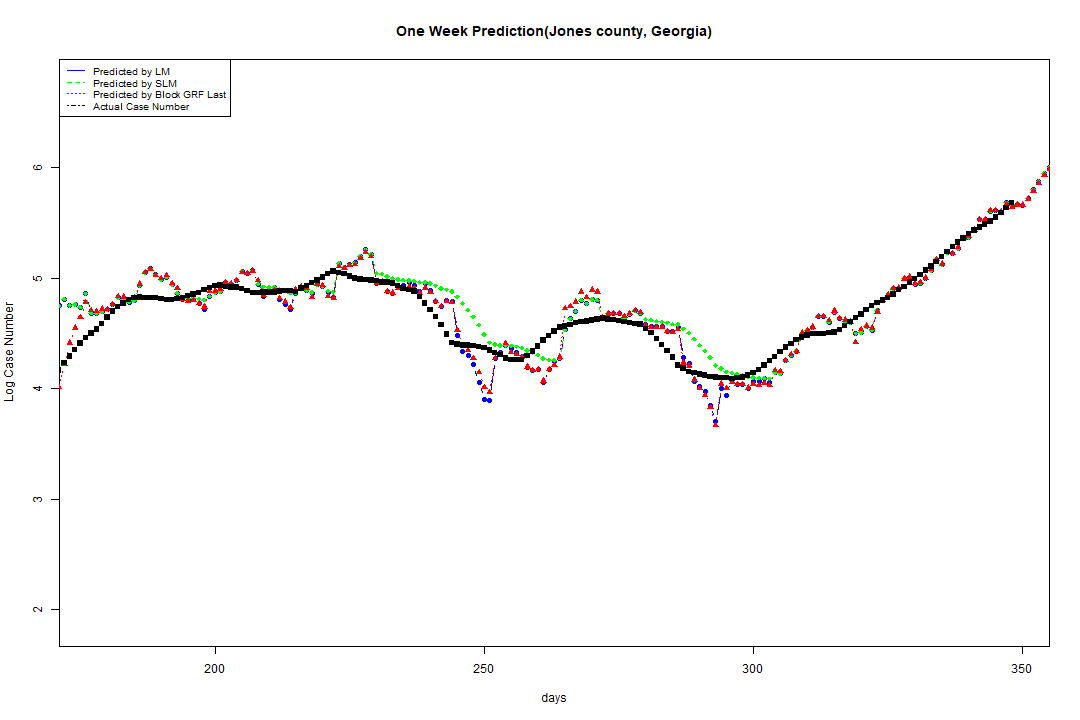 One Week Prediction(Jones county, Georgia)
Predicted by LM
Predicted by SLM
Predicted by Block GRF Last
Actual Case Number
6
5
4
3
2
Log Case Number
200
250
300
350
days